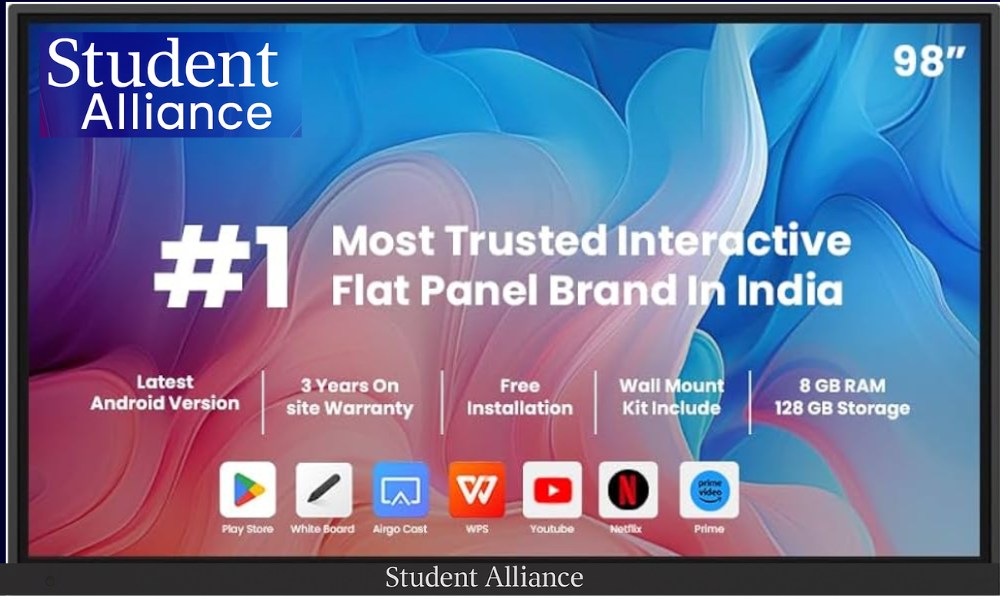 Student
Alliance
98”
#1
Most Trusted Interactive
Flat Panel Brand In India
Latest
Android Version
3 Years On
site Warranty
Free
Installation
Wall Mount
Kit Include
8 GB RAM
128 GB Storage
Play Store
White Board
Airgo Cast
WPS
Youtube
Netflix
prime
video
Prime
Student Alliance